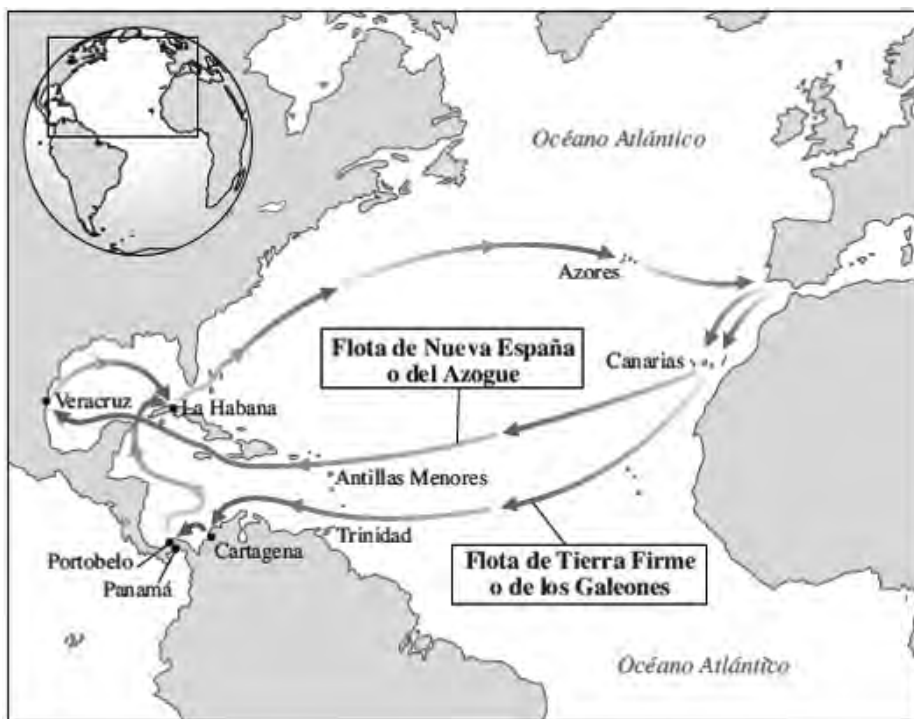 Océano Atlántico
Azores
Flota de Nueva España
o del Azogue
Canarias
Veracruz
La Habana
Antillas Menores
Trinidad
Cartagena
Portobelo
Panamá
Flota de Tierra Firme
o de los Galeones
Océano Atlántico